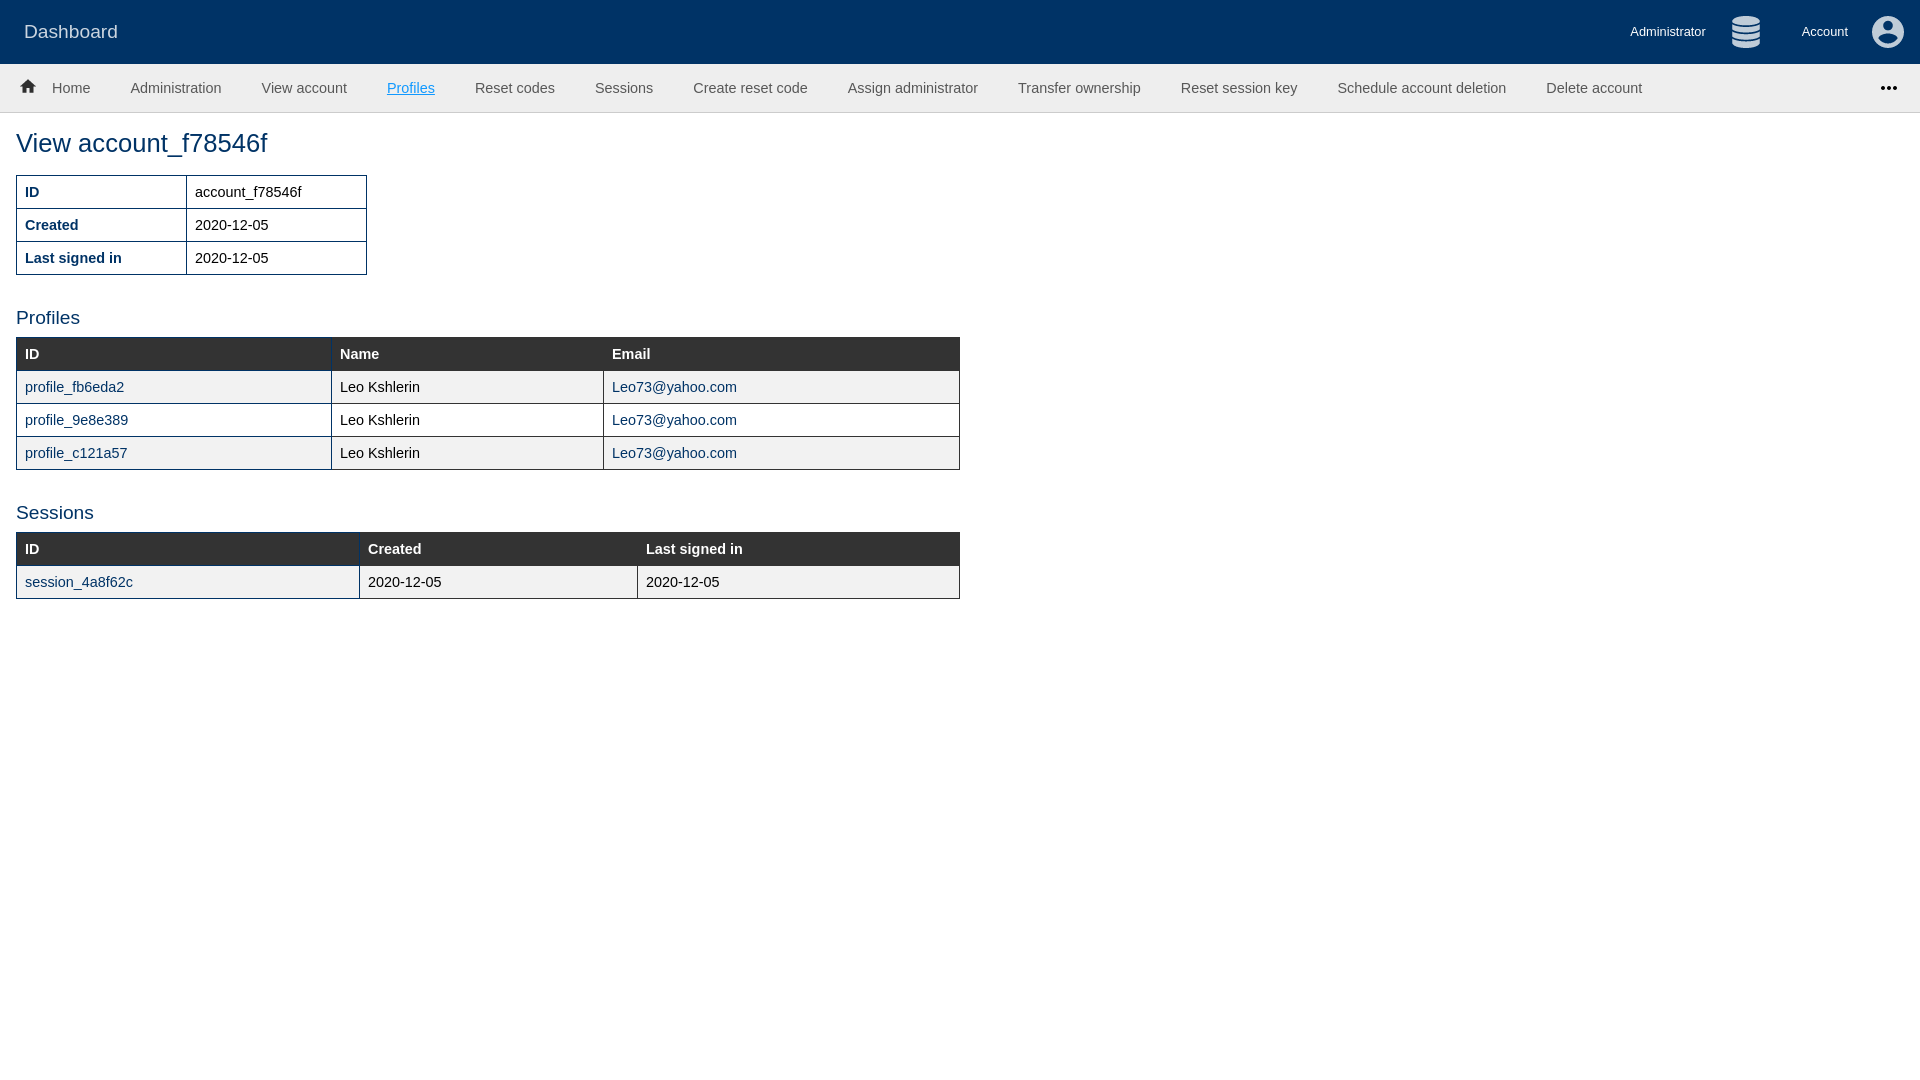 Dashboard
Administrator
Account
Home Administration View account Profiles Reset codes Sessions Create reset code Assign administrator Transfer ownership Reset session key Schedule account deletion Delete account
View account_f78546f
ID account_f78546f
Created 2020-12-05
Last signed in 2020-12-05
Profiles
ID Name Email
profile_fb6eda2 Leo Kshlerin Leo73@yahoo.com
profile_9e8e389 Leo Kshlerin Leo73@yahoo.com
profile_c121a57 Leo Kshlerin Leo73@yahoo.com
Sessions
ID Created Last signed in
session_4a8f62c 2020-12-05 2020-12-05